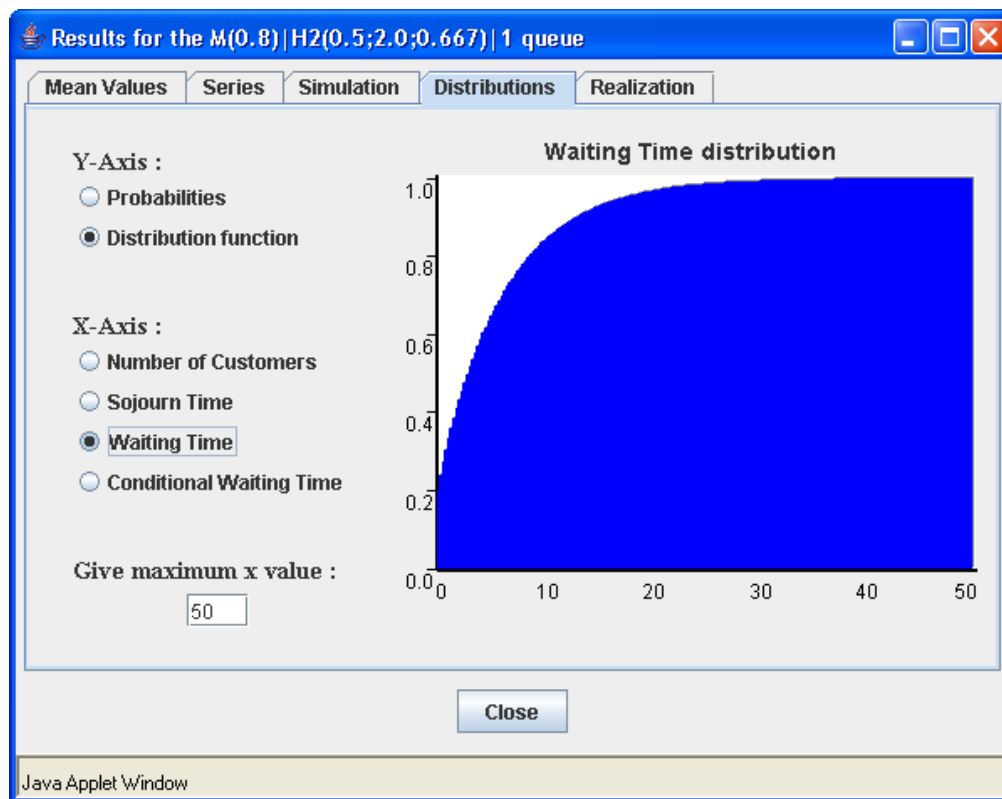 Results for the M(0.8)|H2(0.5;2.0;0.667)|1 queue
Mean Values Series Simulation Distributions Realization
Y-Axis :
Probabilities
Distribution function
X-Axis :
Number of Customers
Sojourn Time
Waiting Time
Conditional Waiting Time
Give maximum x value :
50
Waiting Time distribution
1.0
0.8
0.6
0.4
0.2
0.0
0 10 20 30 40 50
Close
Java Applet Window